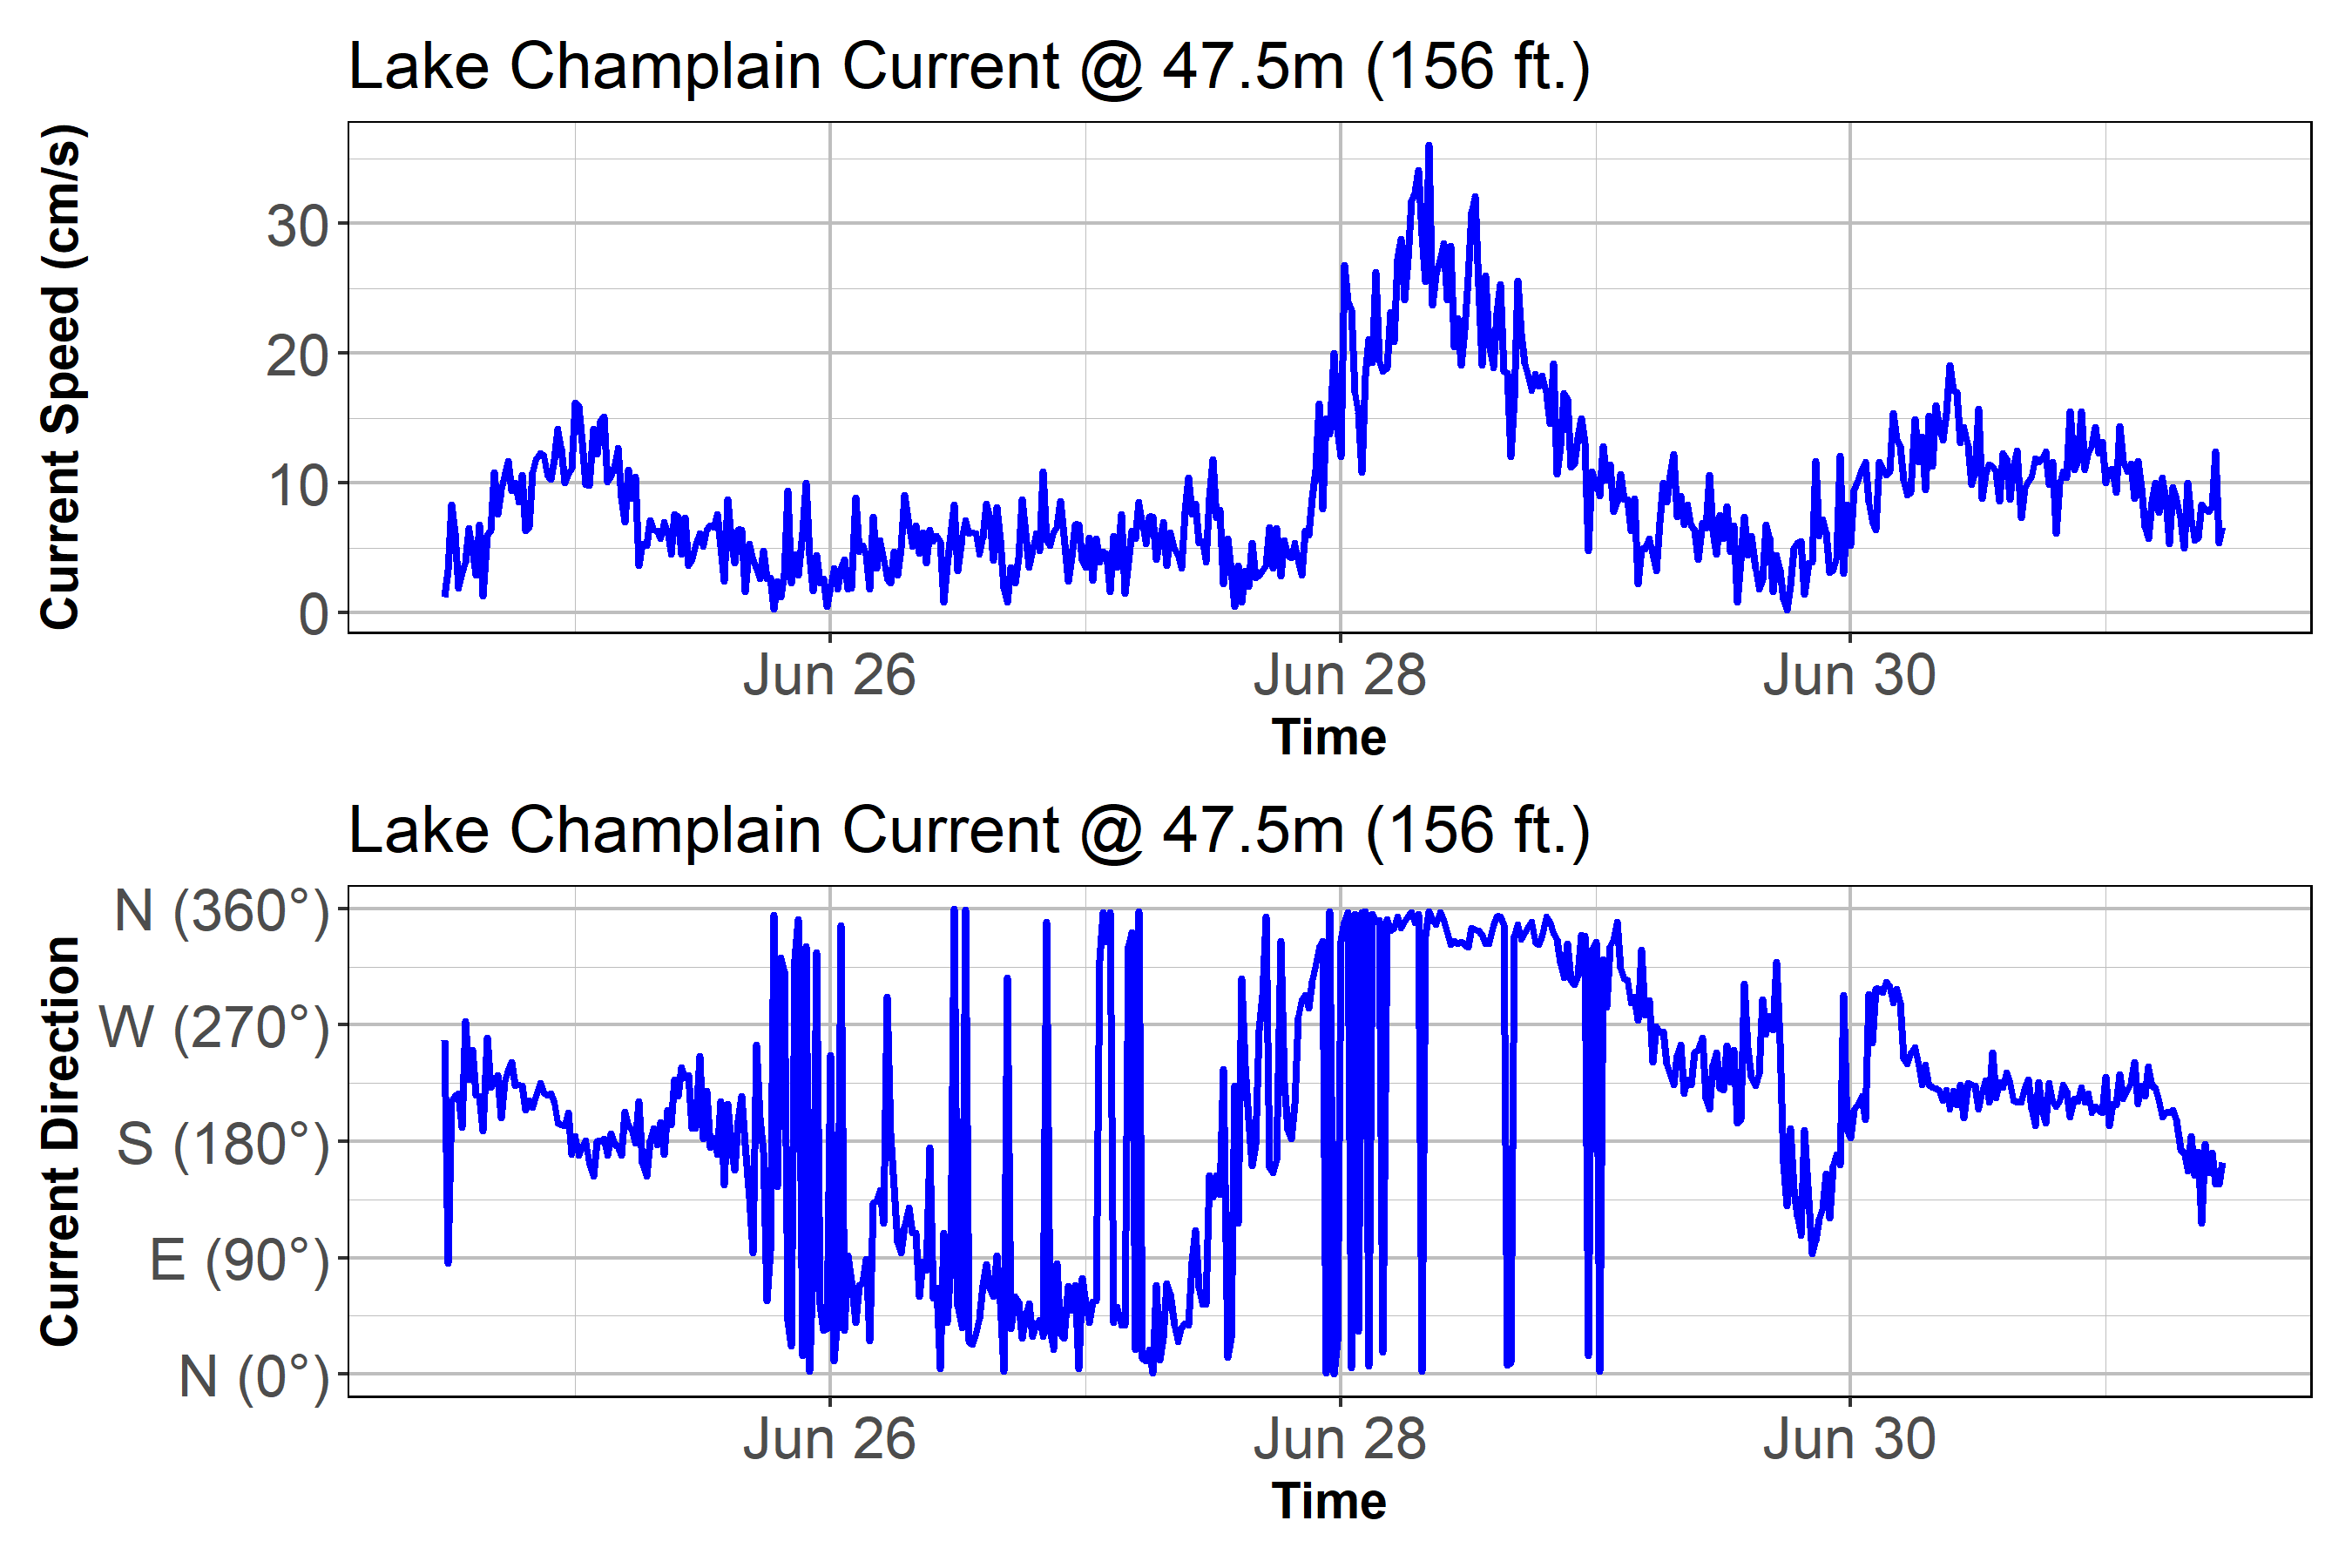 Lake Champlain Current @ 47.5m (156 ft.)
Current Speed (cm/s)
30
20
10
0
Jun 26
Jun 28
Jun 30
Time
Lake Champlain Current @ 47.5m (156 ft.)
Current Direction
N (360°)
W (270°)
S (180°)
E (90°)
N (0°)
Jun 26
Jun 28
Jun 30
Time